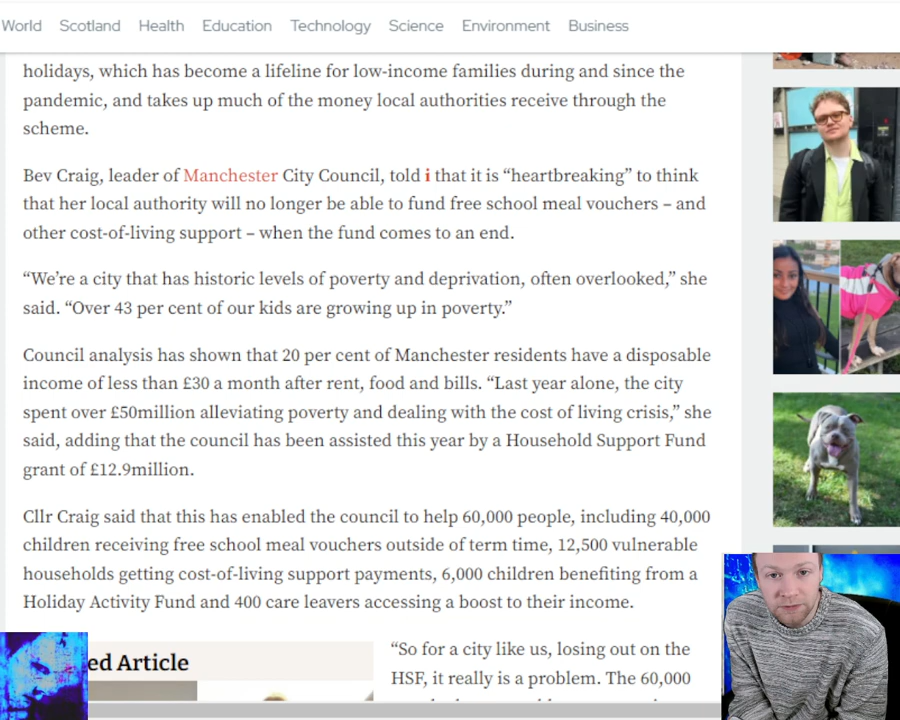 World Scotland Health Education Technology Science Environment Business
holidays, which has become a lifeline for low-income families during and since the
pandemic, and takes up much of the money local authorities receive through the
scheme.
Bev Craig, leader of Manchester City Council, told i that it is “heartbreaking” to think
that her local authority will no longer be able to fund free school meal vouchers – and
other cost-of-living support – when the fund comes to an end.
“We’re a city that has historic levels of poverty and deprivation, often overlooked,” she
said. “Over 43 per cent of our kids are growing up in poverty.”
Council analysis has shown that 20 per cent of Manchester residents have a disposable
income of less than £30 a month after rent, food and bills. “Last year alone, the city
spent over £50million alleviating poverty and dealing with the cost of living crisis,” she
said, adding that the council has been assisted this year by a Household Support Fund
grant of £12.9million.
Cllr Craig said that this has enabled the council to help 60,000 people, including 40,000
children receiving free school meal vouchers outside of term time, 12,500 vulnerable
households getting cost-of-living support payments, 6,000 children benefiting from a
Holiday Activity Fund and 400 care leavers accessing a boost to their income.
ed Article
“So for a city like us, losing out on the
HSF, it really is a problem. The 60,000